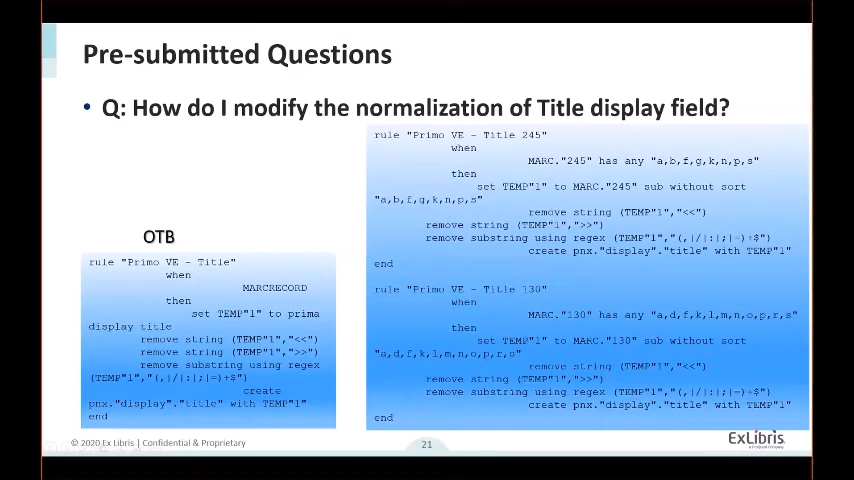 Pre-submitted Questions
• Q: How do I modify the normalization of Title display field?
OTB
rule "Primo VE - Title"
when
MARCRECORD
then
set TEMP"1" to prima
display title
remove string (TEMP"1","<<")
remove string (TEMP"1",">>")
remove substring using regex
(TEMP"1","(,|/|:|;|=)+$")
create
pnx."display"."title" with TEMP"1"
end
rule "Primo VE - Title 245"
when
MARC."245" has any "a,b,f,g,k,n,p,s"
then
set TEMP"1" to MARC."245" sub without sort
"a,b,f,g,k,n,p,s"
remove string (TEMP"1","<<")
remove string (TEMP"1",">>")
remove substring using regex (TEMP"1","(,|/|:|;|=)+$")
create pnx."display"."title" with TEMP"1"
end
rule "Primo VE - Title 130"
when
MARC."130" has any "a,d,f,k,l,m,n,o,p,r,s"
then
set TEMP"1" to MARC."130" sub without sort
"a,d,f,k,l,m,n,o,p,r,s"
remove string (TEMP"1","<<")
remove string (TEMP"1",">>")
remove substring using regex (TEMP"1","(,|/|:|;|=)+$")
create pnx."display"."title" with TEMP"1"
end
© 2020 Ex Libris | Confidential & Proprietary
21
ExLibris
a ProQuest Company